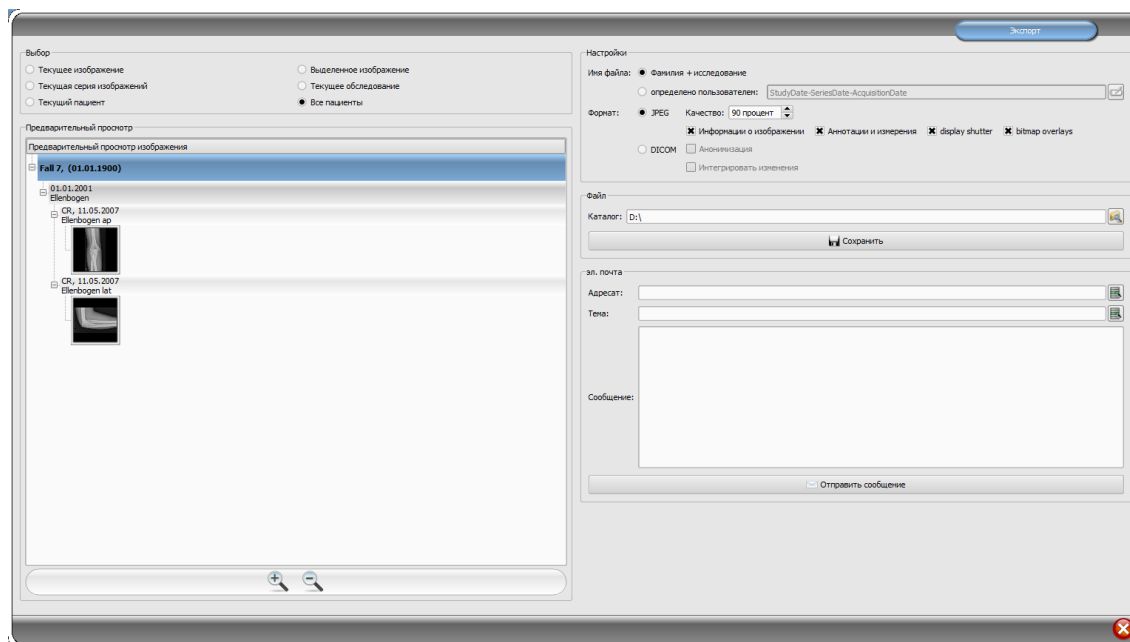 Экспорт
Выбор
Текущее изображение
Выделенное изображение
Текущая серия изображений
Текущее обследование
Текущий пациент
Все пациенты
Предварительный просмотр
Предварительный просмотр изображения
Fall 7, (01.01.1900)
01.01.2001
Ellenbogen
CR, 11.05.2007
Ellenbogen ap
CR, 11.05.2007
Ellenbogen lat
Настройки
Имя файла: Фамилия + исследование
определено пользователем: StudyDate-SeriesDate-AcquisitionDate
Формат: JPEG Качество: 90 процент
Информации о изображении Аннотации и измерения display shutter bitmap overlays
DICOM Анонимизация
Интегрировать изменения
Файл
Каталог: D:\
Сохранить
эл. почта
Адресат:
Тема:
Сообщение:
Отправить сообщение